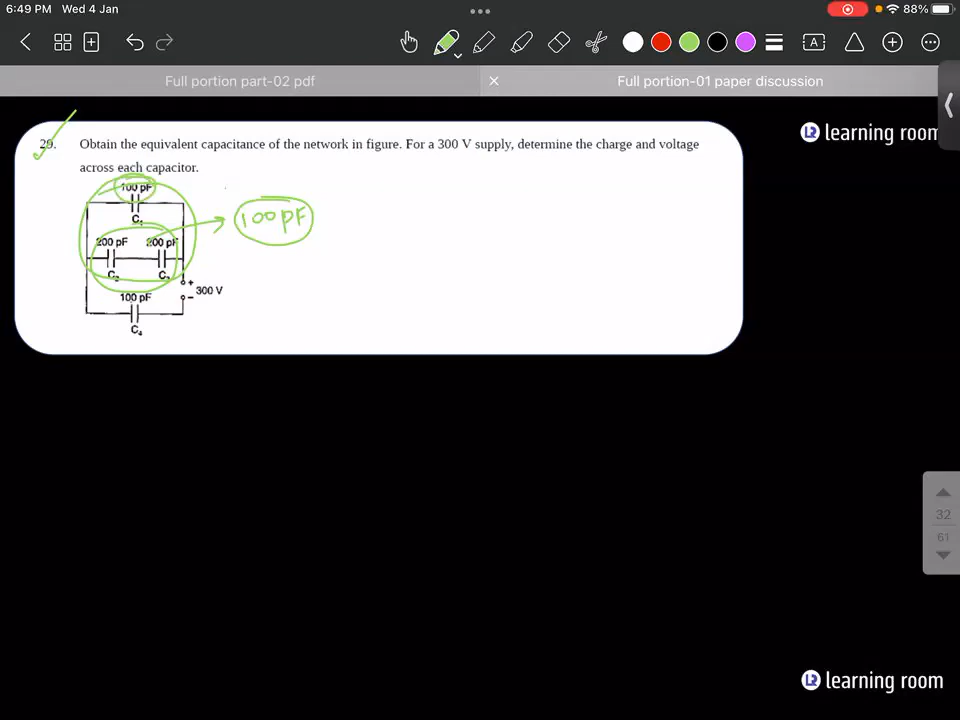 6:49 PM Wed 4 Jan
88%
A
Full portion part-02 pdf
Full portion-01 paper discussion
LR learning room
29. Obtain the equivalent capacitance of the network in figure. For a 300 V supply, determine the charge and voltage
across each capacitor.
100 pF
C₁
100 PF
200 pF 200 pF
C₂
300 V
100 pF
C₄
32
61
LR learning room